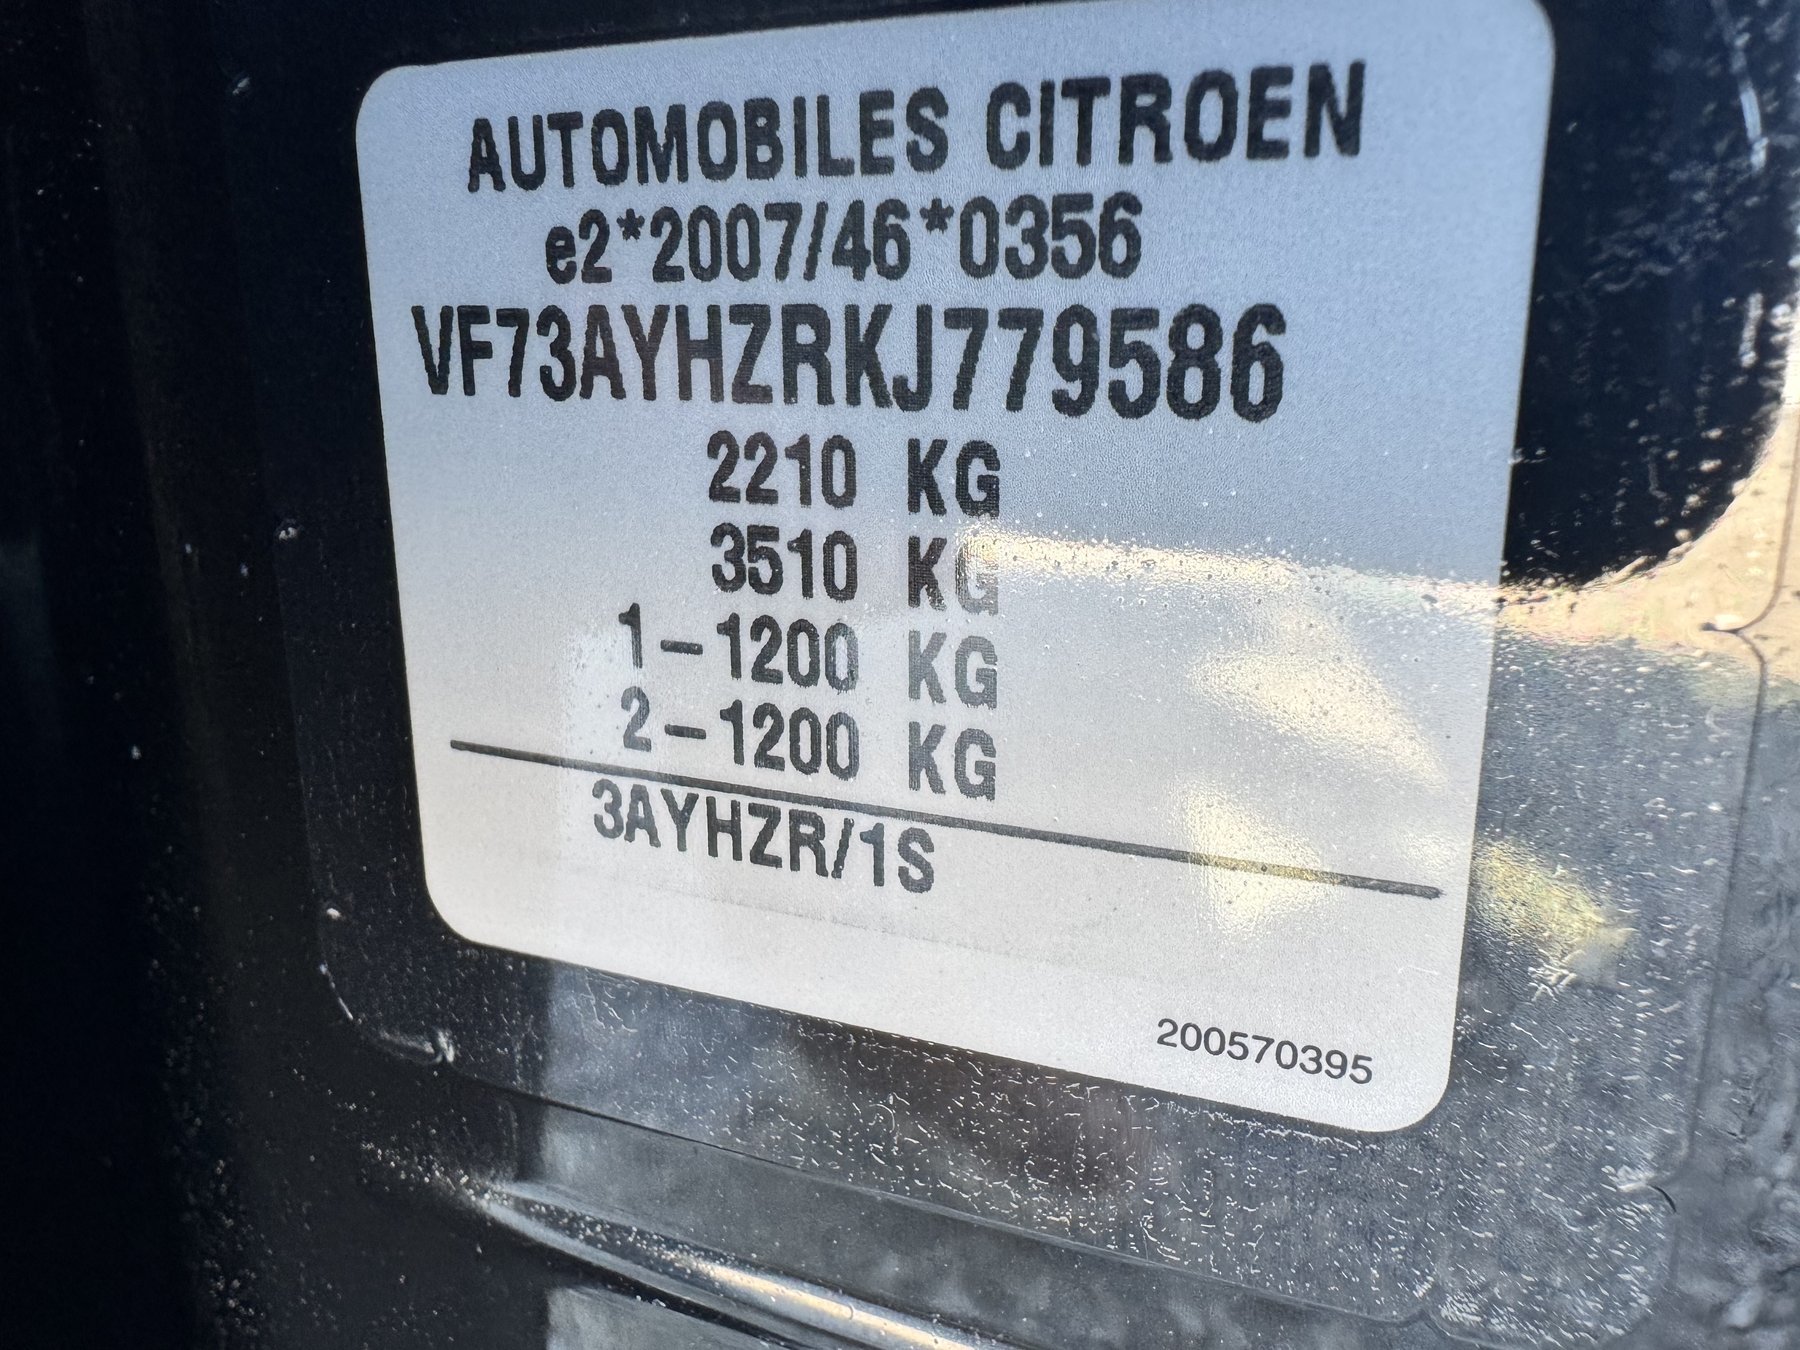 AUTOMOBILES CITROEN
e2*2007/46*0356
VF73AYHZRKJ779586
2210 KG
3510 KG
1-1200 KG
2-1200 KG
3AYHZR/1S
200570395